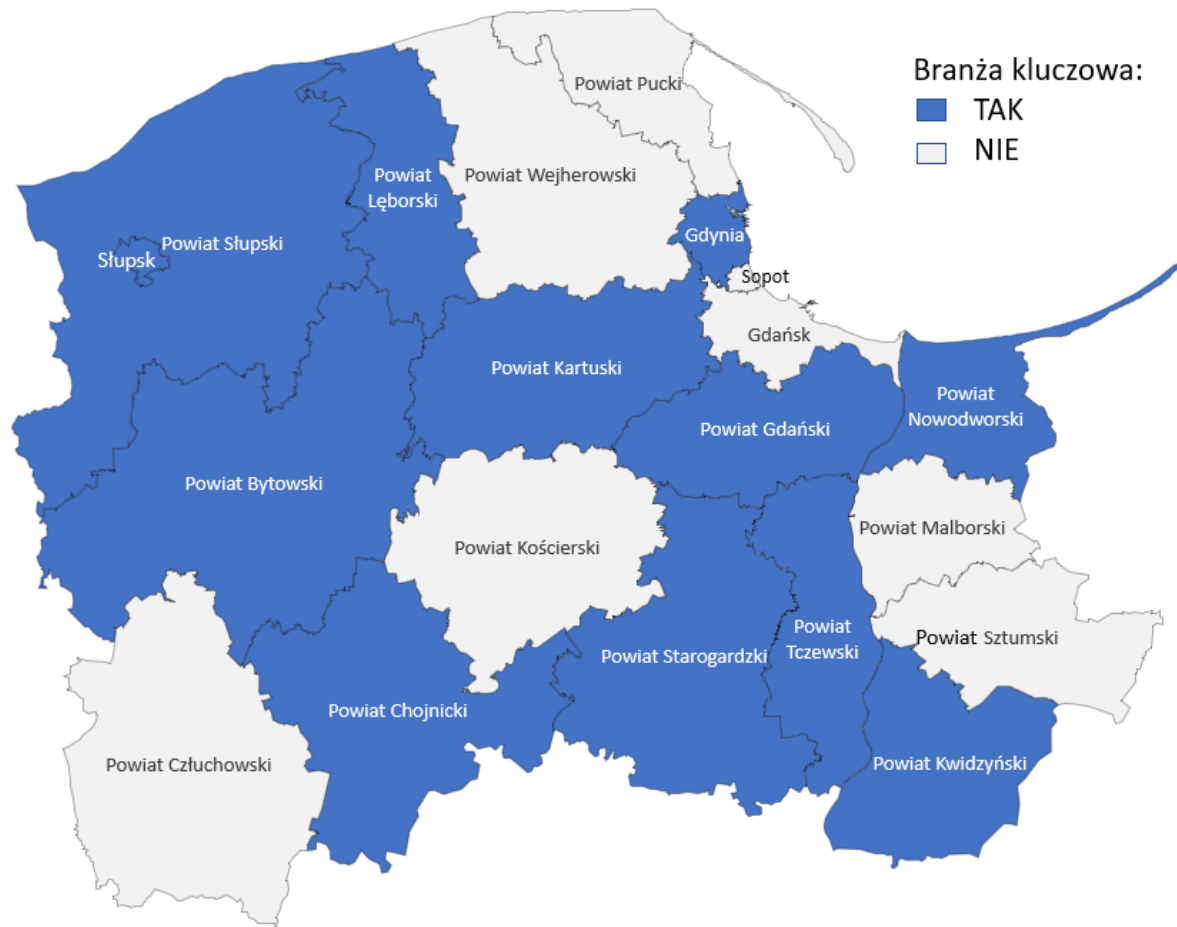 Branża kluczowa:
TAK
NIE
Powiat Pucki
Powiat Wejherowski
Powiat
Lęborski
Gdynia
Powiat Słupski
Słupsk
Sopot
Gdańsk
Powiat Kartuski
Powiat
Nowodworski
Powiat Gdański
Powiat Bytowski
Powiat Malborski
Powiat Kościerski
Powiat
Tczewski
Powiat Sztumski
Powiat Starogardzki
Powiat Chojnicki
Powiat Człuchowski
Powiat Kwidzyński